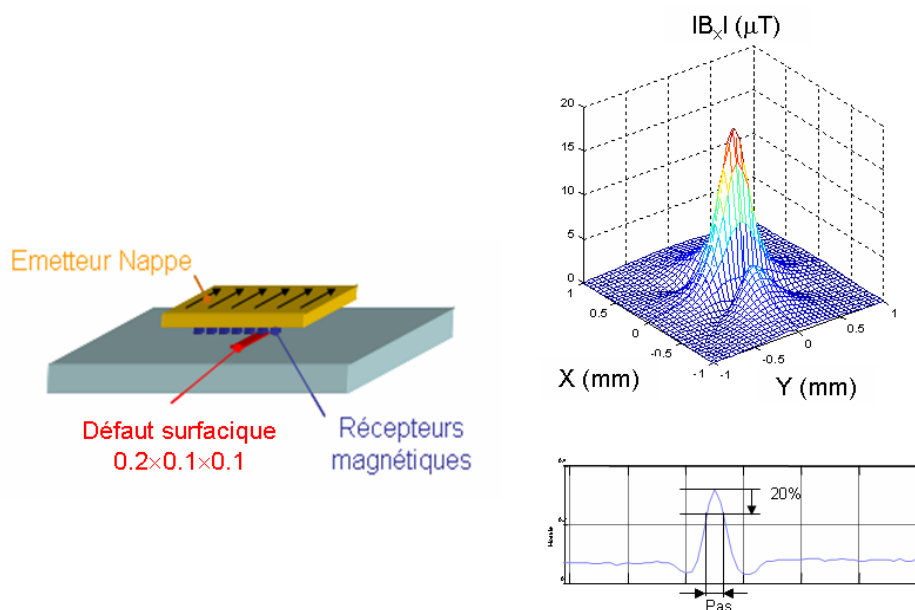 Emetteur Nappe
Défaut surfacique
0.2×0.1×0.1
Récepteurs
magnétiques
|BₓI (µT)
20
15
10
5
0
1
0.5
0
-0.5
-1
-1
-0.5
0
0.5
1
X (mm)
Y (mm)
20%
Pas